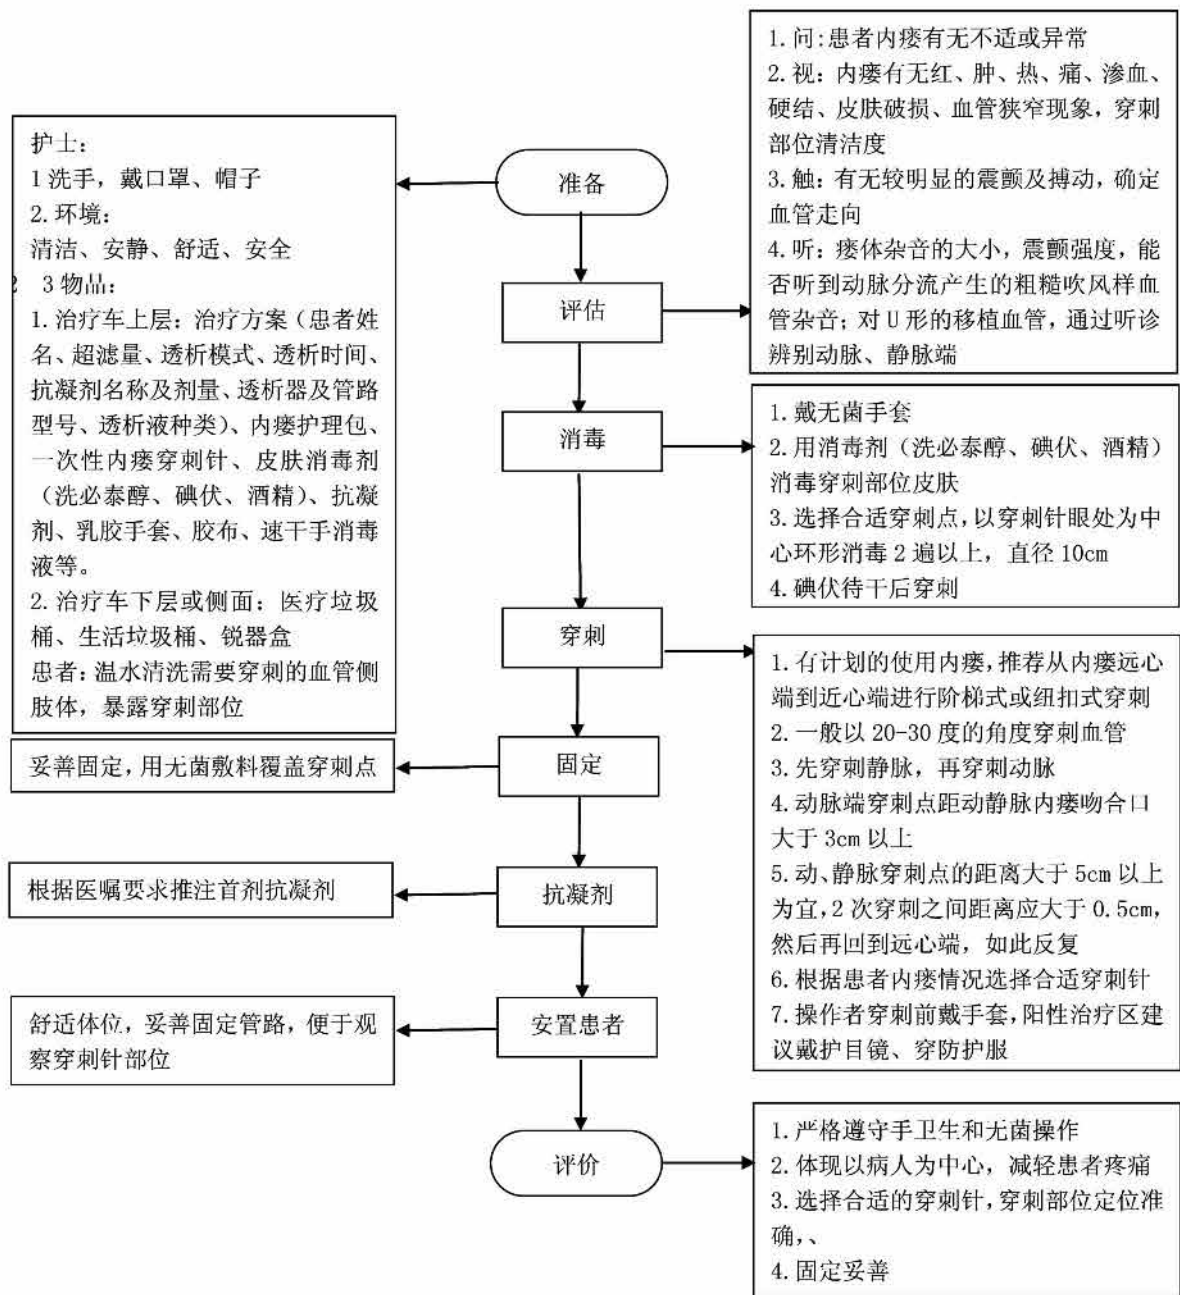 准备
护士：
1 洗手，戴口罩、帽子
2.环境：
清洁、安静、舒适、安全
2 3 物品：
1.治疗车上层：治疗方案（患者姓
名、超滤量、透析模式、透析时间、
抗凝剂名称及剂量、透析器及管路
型号、透析液种类）、内瘘护理包、
一次性内瘘穿刺针、皮肤消毒剂
（洗必泰醇、碘伏、酒精）、抗凝
剂、乳胶手套、胶布、速干手消毒
液等。
2.治疗车下层或侧面：医疗垃圾
桶、生活垃圾桶、锐器盒
患者：温水清洗需要穿刺的血管侧
肢体，暴露穿刺部位
评估
1.问:患者内瘘有无不适或异常
2.视：内瘘有无红、肿、热、痛、渗血、
硬结、皮肤破损、血管狭窄现象，穿刺
部位清洁度
3.触：有无较明显的震颤及搏动，确定
血管走向
4.听：瘘体杂音的大小，震颤强度，能
否听到动脉分流产生的粗糙吹风样血
管杂音；对 U 形的移植血管，通过听诊
辨别动脉、静脉端
消毒
1.戴无菌手套
2.用消毒剂（洗必泰醇、碘伏、酒精）
消毒穿刺部位皮肤
3.选择合适穿刺点，以穿刺针眼处为中
心环形消毒 2 遍以上，直径 10cm
4.碘伏待干后穿刺
穿刺
1.有计划的使用内瘘，推荐从内瘘远心
端到近心端进行阶梯式或纽扣式穿刺
2.一般以 20-30 度的角度穿刺血管
3.先穿刺静脉，再穿刺动脉
4.动脉端穿刺点距动静脉内瘘吻合口
大于 3cm 以上
5.动、静脉穿刺点的距离大于 5cm 以上
为宜，2 次穿刺之间距离应大于 0.5cm，
然后再回到远心端，如此反复
6.根据患者内瘘情况选择合适穿刺针
7.操作者穿刺前戴手套，阳性治疗区建
议戴护目镜、穿防护服
固定
妥善固定，用无菌敷料覆盖穿刺点
抗凝剂
根据医嘱要求推注首剂抗凝剂
安置患者
舒适体位，妥善固定管路，便于观
察穿刺针部位
评价
1.严格遵守手卫生和无菌操作
2.体现以病人为中心，减轻患者疼痛
3.选择合适的穿刺针，穿刺部位定位准
确，、
4.固定妥善